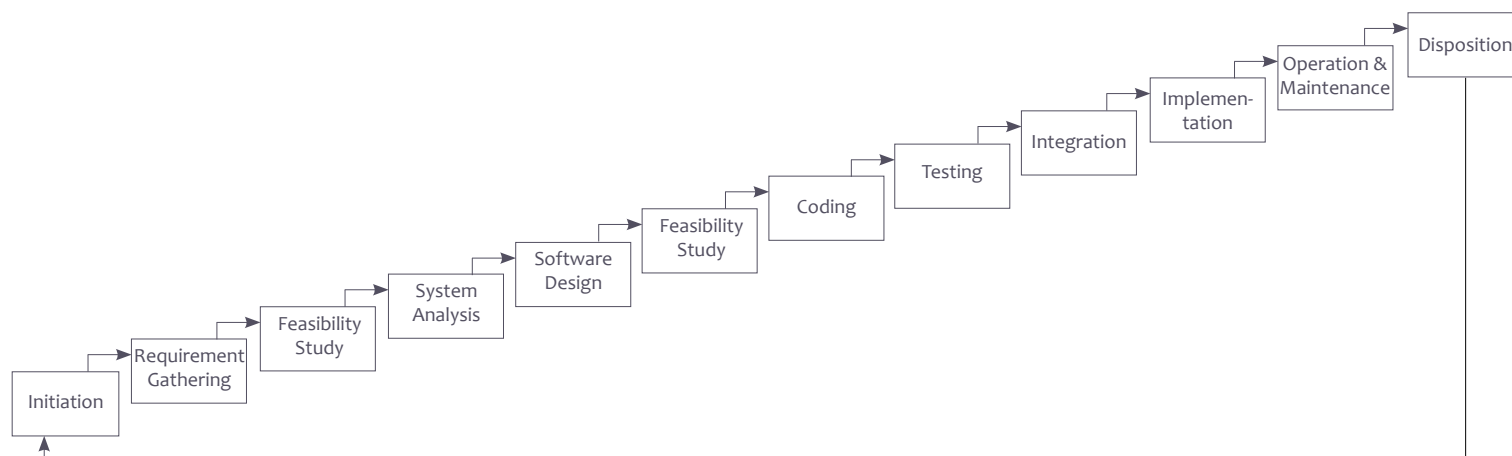 Initiation
Requirement
Gathering
Feasibility
Study
System
Analysis
Software
Design
Feasibility
Study
Coding
Testing
Integration
Implemen-
tation
Operation &
Maintenance
Disposition